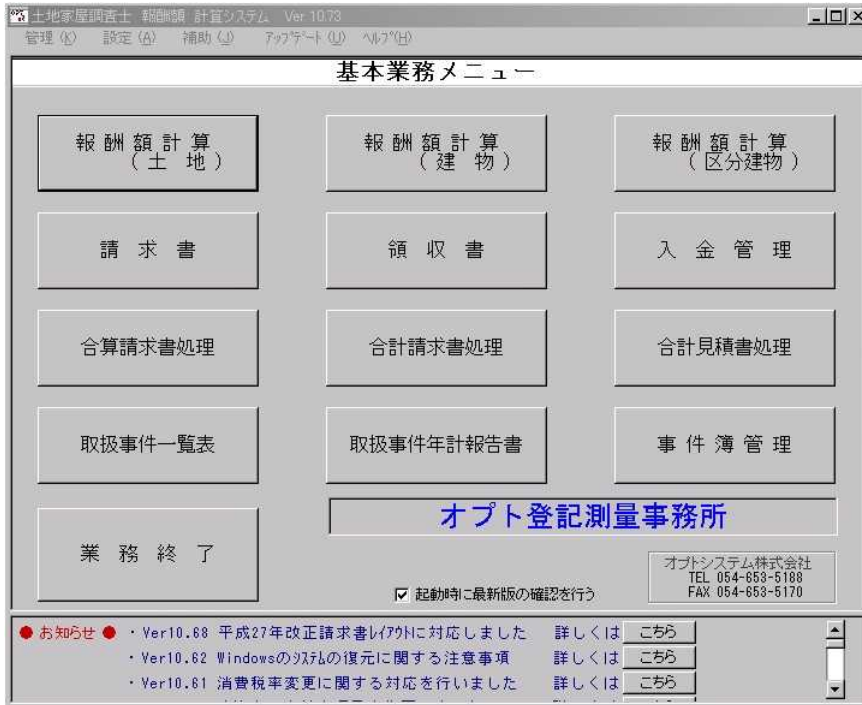 土地家屋調査士 報酬額 計算システム Ver 10.73
管理(K) 設定(A) 補助(J) アップデート(U) ヘルプ(H)
基本業務メニュー
報酬額計算
(土 地)
報酬額計算
(建 物)
報酬額計算
(区分建物)
請 求 書
領 収 書
入 金 管 理
合算請求書処理
合計請求書処理
合計見積書処理
取扱事件一覧表
取扱事件年計報告書
事 件 簿 管 理
オプト登記測量事務所
業 務 終 了
起動時に最新版の確認を行う
オプトシステム株式会社
TEL 054-653-5188
FAX 054-653-5170
● お知らせ ● ・Ver10.68 平成27年改正請求書レイアウトに対応しました 詳しくは こちら
・Ver10.62 Windowsのシステムの復元に関する注意事項 詳しくは こちら
・Ver10.61 消費税率変更に関する対応を行いました 詳しくは こちら